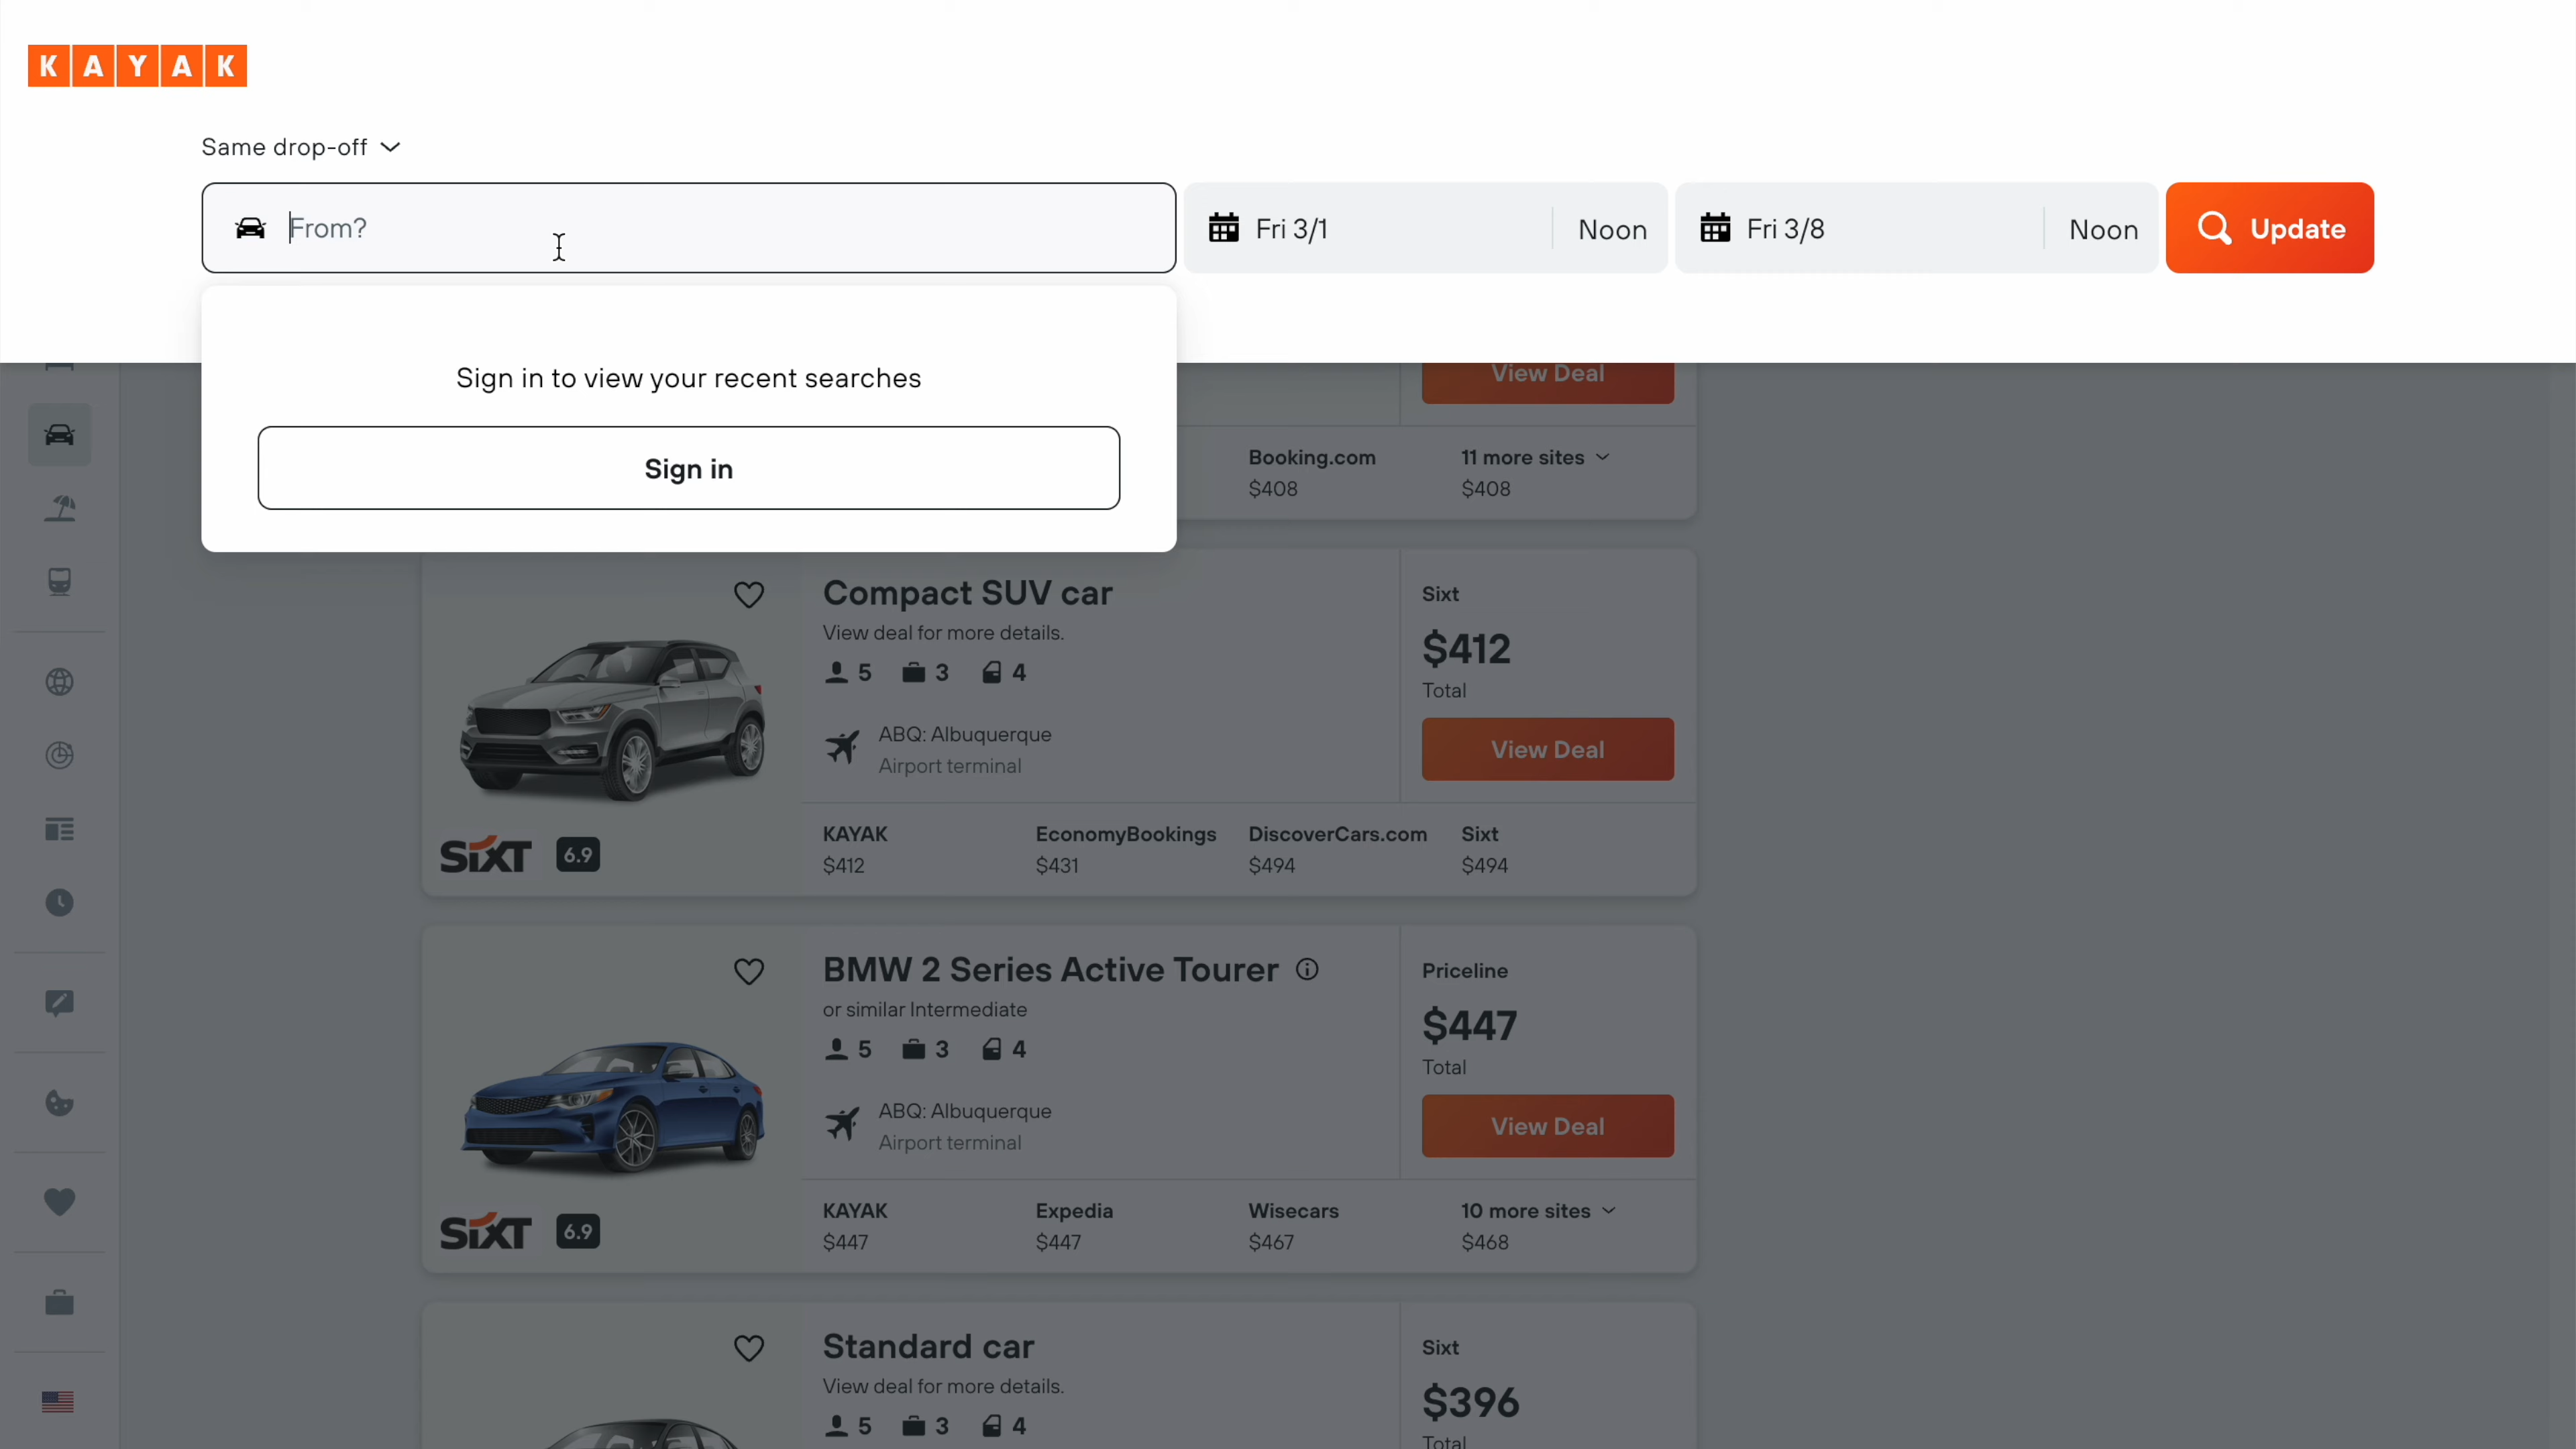 KAYAK
Same drop-off
From?
Fri 3/1
Noon
Fri 3/8
Noon
Update
Sign in to view your recent searches
Sign in
View Deal
Booking.com
$408
11 more sites
$408
Compact SUV car
View deal for more details.
5 3 4
ABQ: Albuquerque
Airport terminal
Sixt
$412
Total
View Deal
SIXT 6.9
KAYAK
$412
EconomyBookings
$431
DiscoverCars.com
$494
Sixt
$494
BMW 2 Series Active Tourer
or similar Intermediate
5 3 4
ABQ: Albuquerque
Airport terminal
Priceline
$447
Total
View Deal
SIXT 6.9
KAYAK
$447
Expedia
$447
Wisecars
$467
10 more sites
$468
Standard car
View deal for more details.
5 3 4
Sixt
$396
Total